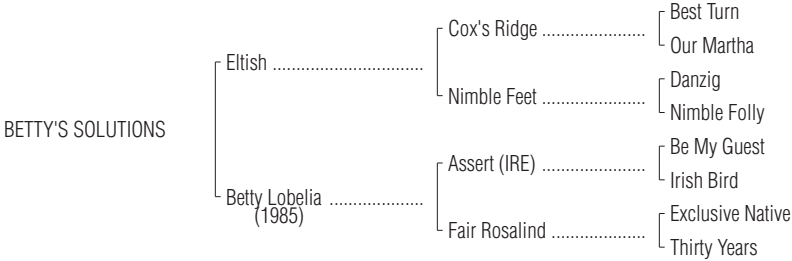 Best Turn
Cox's Ridge ......................
Our Martha
Eltish ................................
Danzig
Nimble Feet ......................
Nimble Folly
BETTY'S SOLUTIONS
Be My Guest
Assert (IRE) ......................
Irish Bird
Betty Lobelia ....................
(1985)
Exclusive Native
Fair Rosalind ....................
Thirty Years